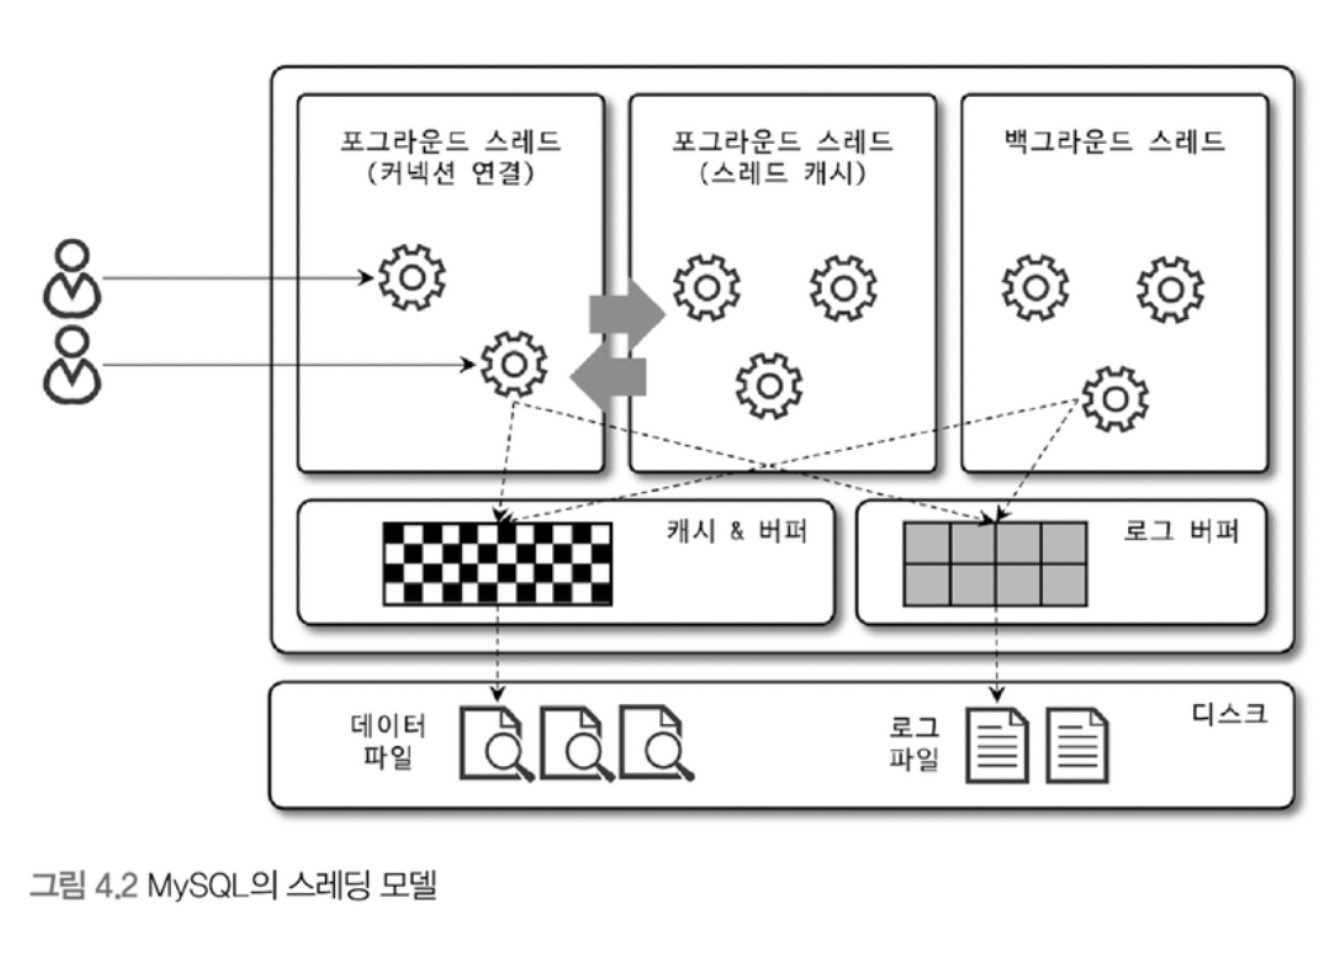 포그라운드 스레드
(커넥션 연결)
포그라운드 스레드
(스레드 캐시)
백그라운드 스레드
캐시 & 버퍼
로그 버퍼
데이터
파일
로그
파일
디스크
그림 4.2 MySQL의 스레딩 모델